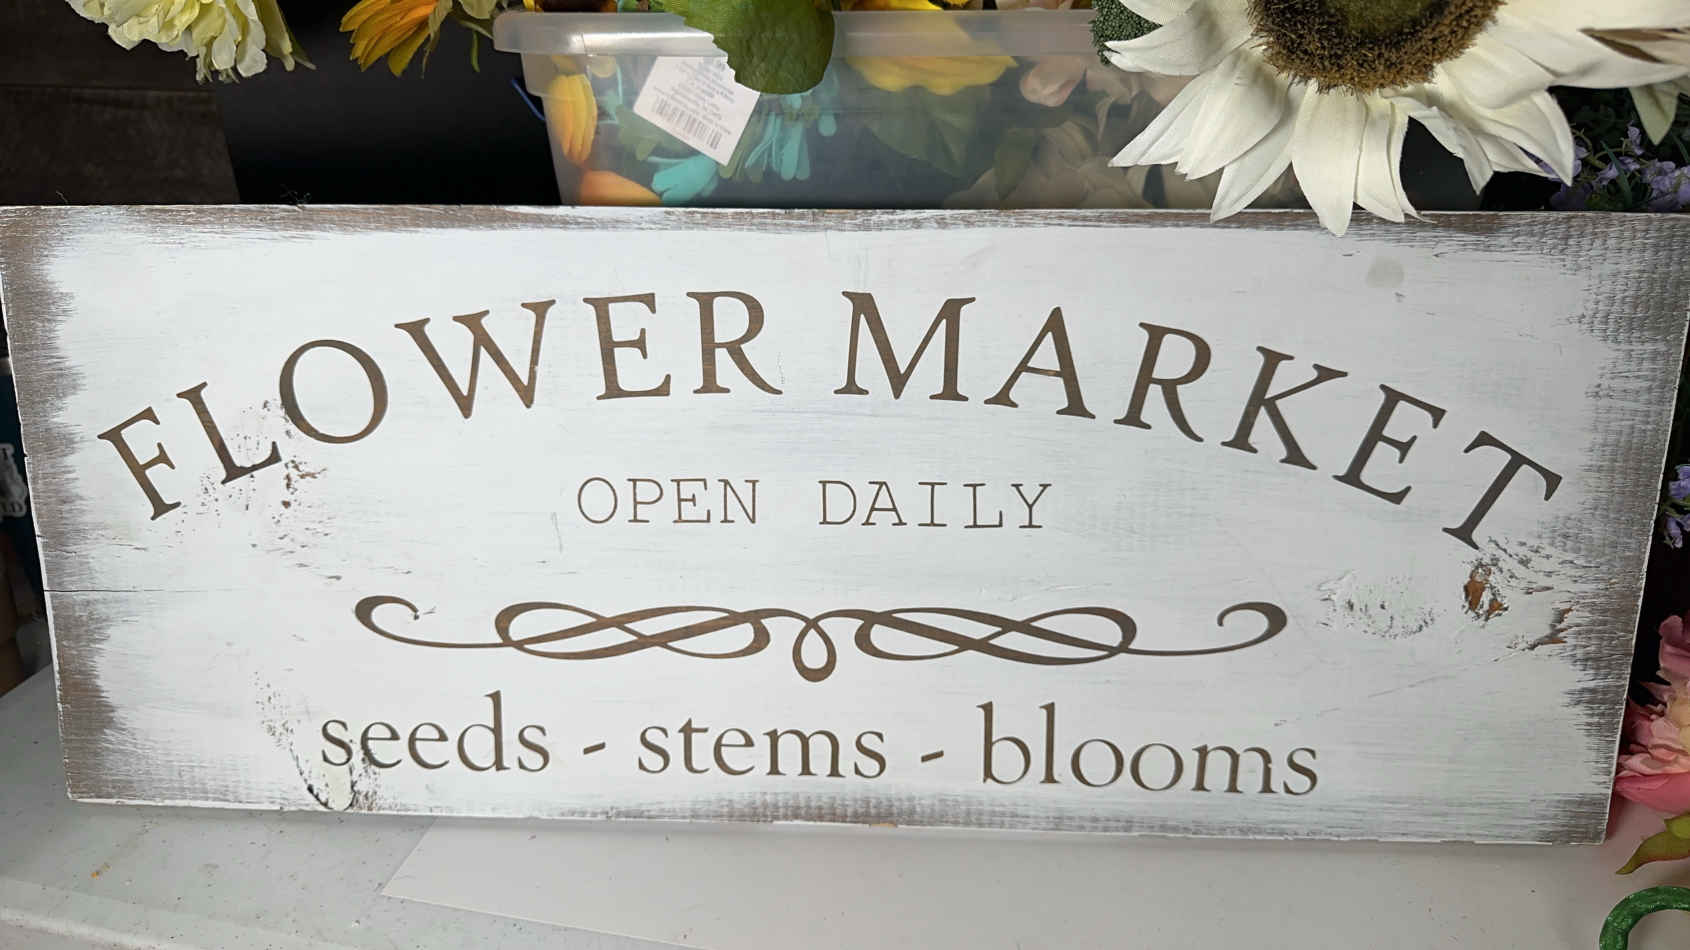 FLOWER MARKET
OPEN DAILY
seeds - stems - blooms